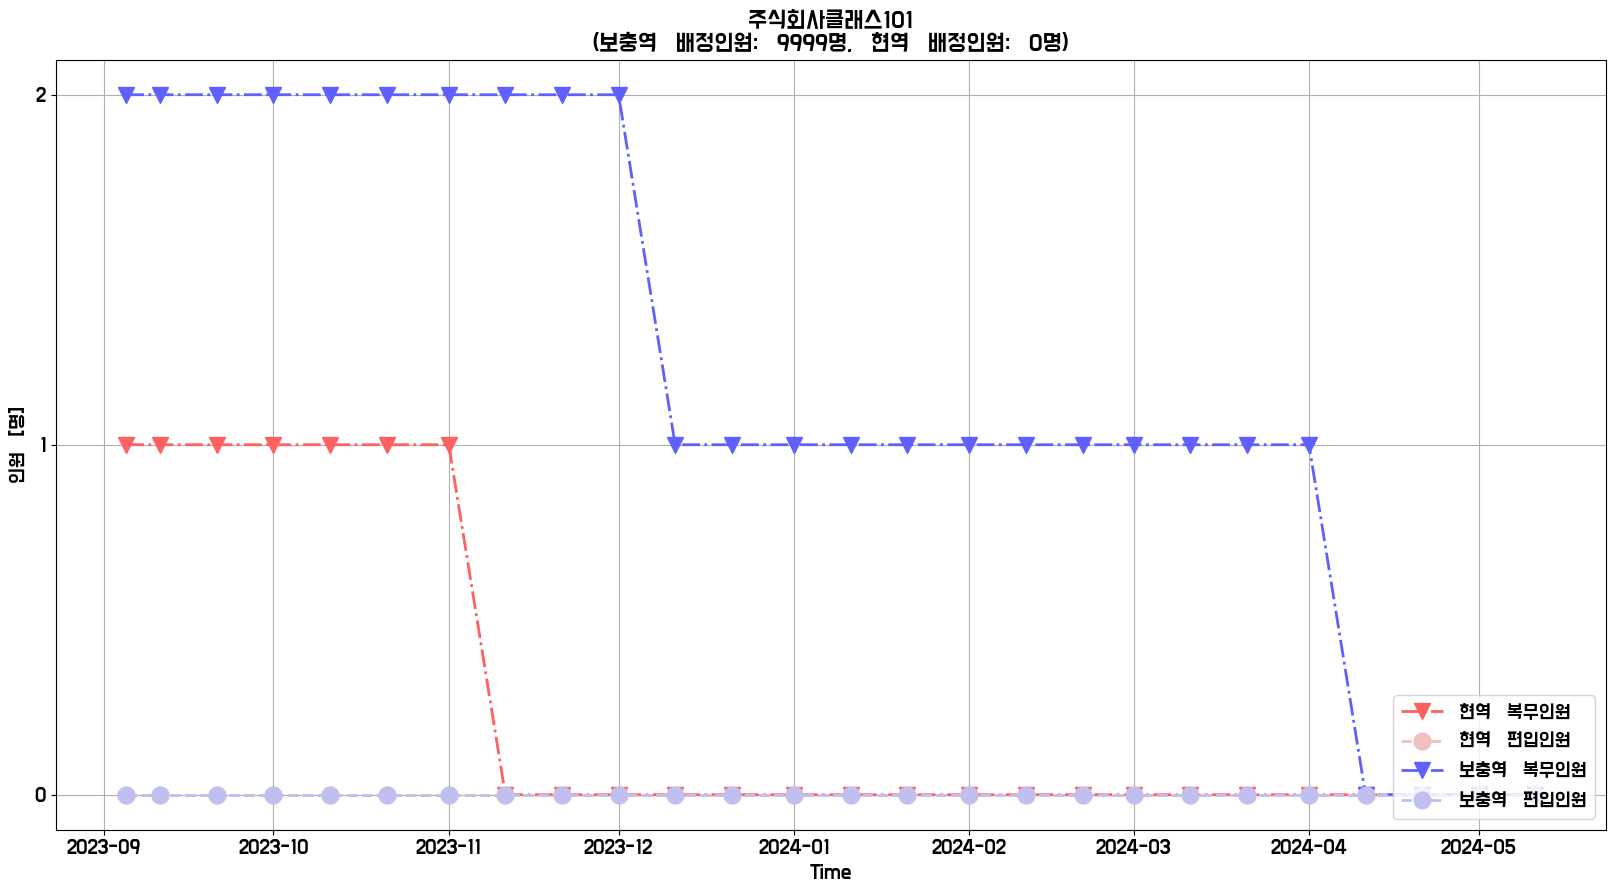 주식회사클래스101
(보충역 배정인원: 9999명, 현역 배정인원: 0명)
인원 [명]
2
1
0
현역 복무인원
현역 편입인원
보충역 복무인원
보충역 편입인원
2023-09 2023-10 2023-11 2023-12 2024-01 2024-02 2024-03 2024-04 2024-05
Time